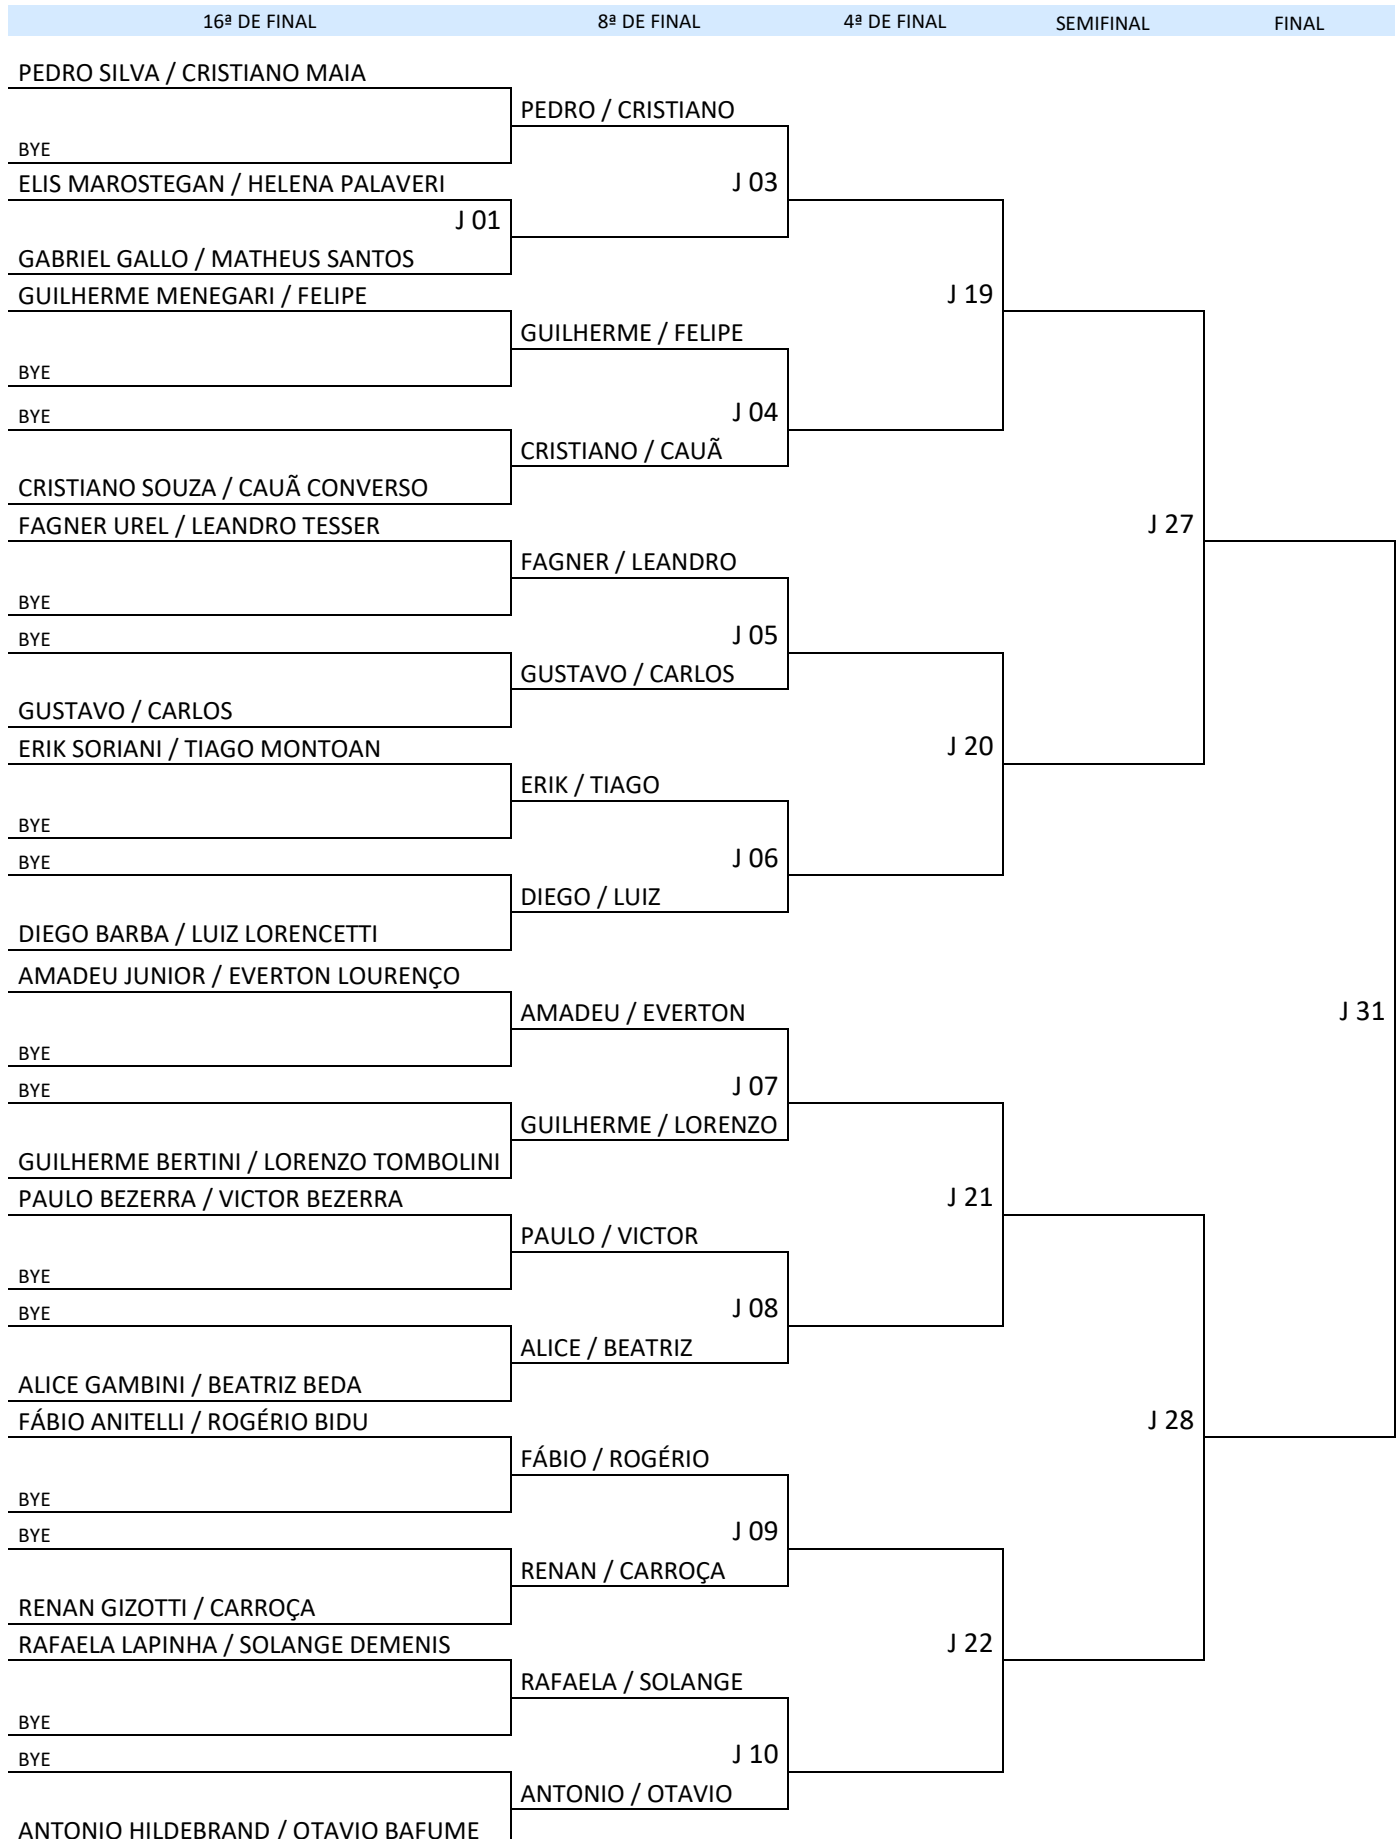 16ª DE FINAL 8ª DE FINAL 4ª DE FINAL SEMIFINAL FINAL
PEDRO SILVA / CRISTIANO MAIA
PEDRO / CRISTIANO
BYE
ELIS MAROSTEGAN / HELENA PALAVERI J 03
J 01
GABRIEL GALLO / MATHEUS SANTOS
GUILHERME MENEGARI / FELIPE J 19
GUILHERME / FELIPE
BYE
BYE J 04
CRISTIANO / CAUÃ
CRISTIANO SOUZA / CAUÃ CONVERSO
FAGNER UREL / LEANDRO TESSER J 27
FAGNER / LEANDRO
BYE
BYE J 05
GUSTAVO / CARLOS
GUSTAVO / CARLOS
ERIK SORIANI / TIAGO MONTOAN J 20
ERIK / TIAGO
BYE
BYE J 06
DIEGO / LUIZ
DIEGO BARBA / LUIZ LORENCETTI
AMADEU JUNIOR / EVERTON LOURENÇO
AMADEU / EVERTON J 31
BYE
BYE J 07
GUILHERME / LORENZO
GUILHERME BERTINI / LORENZO TOMBOLINI
PAULO BEZERRA / VICTOR BEZERRA J 21
PAULO / VICTOR
BYE
BYE J 08
ALICE / BEATRIZ
ALICE GAMBINI / BEATRIZ BEDA
FÁBIO ANITELLI / ROGÉRIO BIDU J 28
FÁBIO / ROGÉRIO
BYE
BYE J 09
RENAN / CARROÇA
RENAN GIZOTTI / CARROÇA
RAFAELA LAPINHA / SOLANGE DEMENIS J 22
RAFAELA / SOLANGE
BYE
BYE J 10
ANTONIO / OTAVIO
ANTONIO HILDEBRAND / OTAVIO BAFUME